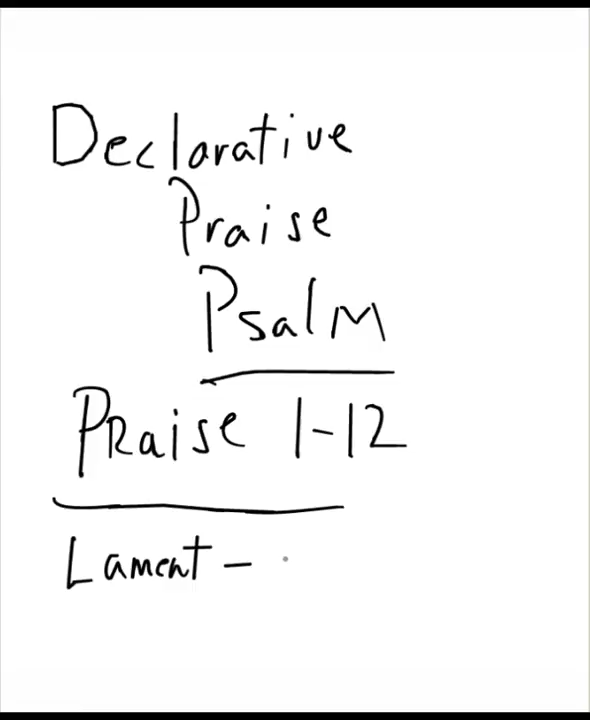 Declarative
Praise
Psalm
Praise 1-12
Lament -